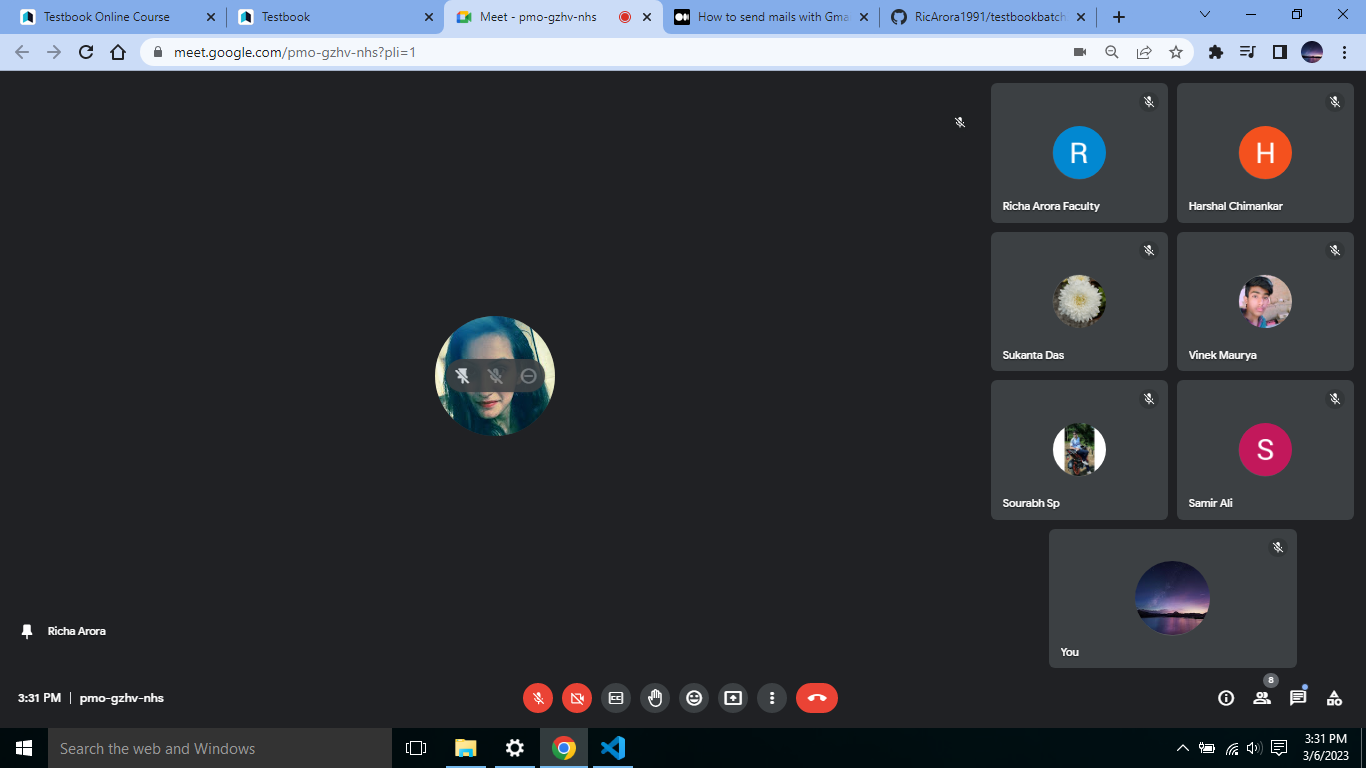 Testbook Online Course
Testbook
Meet - pmo-gzhv-nhs
How to send mails with Gma
RicArora1991/testbookbatch
meet.google.com/pmo-gzhv-nhs?pli=1
R
Richa Arora Faculty
H
Harshal Chimankar
Sukanta Das
Vinek Maurya
Sourabh Sp
S
Samir Ali
You
Richa Arora
3:31 PM | pmo-gzhv-nhs
8
Search the web and Windows
3:31 PM
3/6/2023